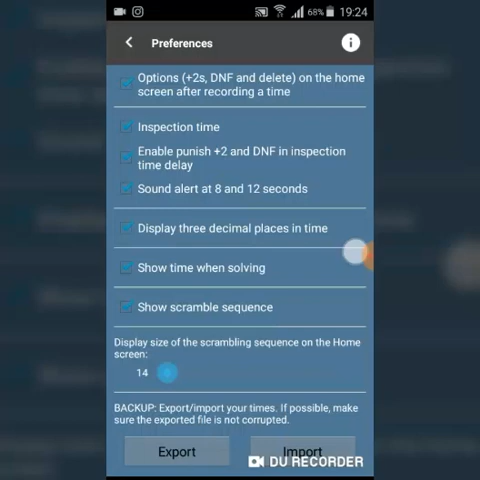 68% 19:24
Preferences
Options (+2s, DNF and delete) on the home
screen after recording a time
Inspection time
Enable punish +2 and DNF in inspection
time delay
Sound alert at 8 and 12 seconds
Display three decimal places in time
Show time when solving
Show scramble sequence
Display size of the scrambling sequence on the Home
screen:
14
BACKUP: Export/import your times. If possible, make
sure the exported file is not corrupted.
Export Import
DU RECORDER